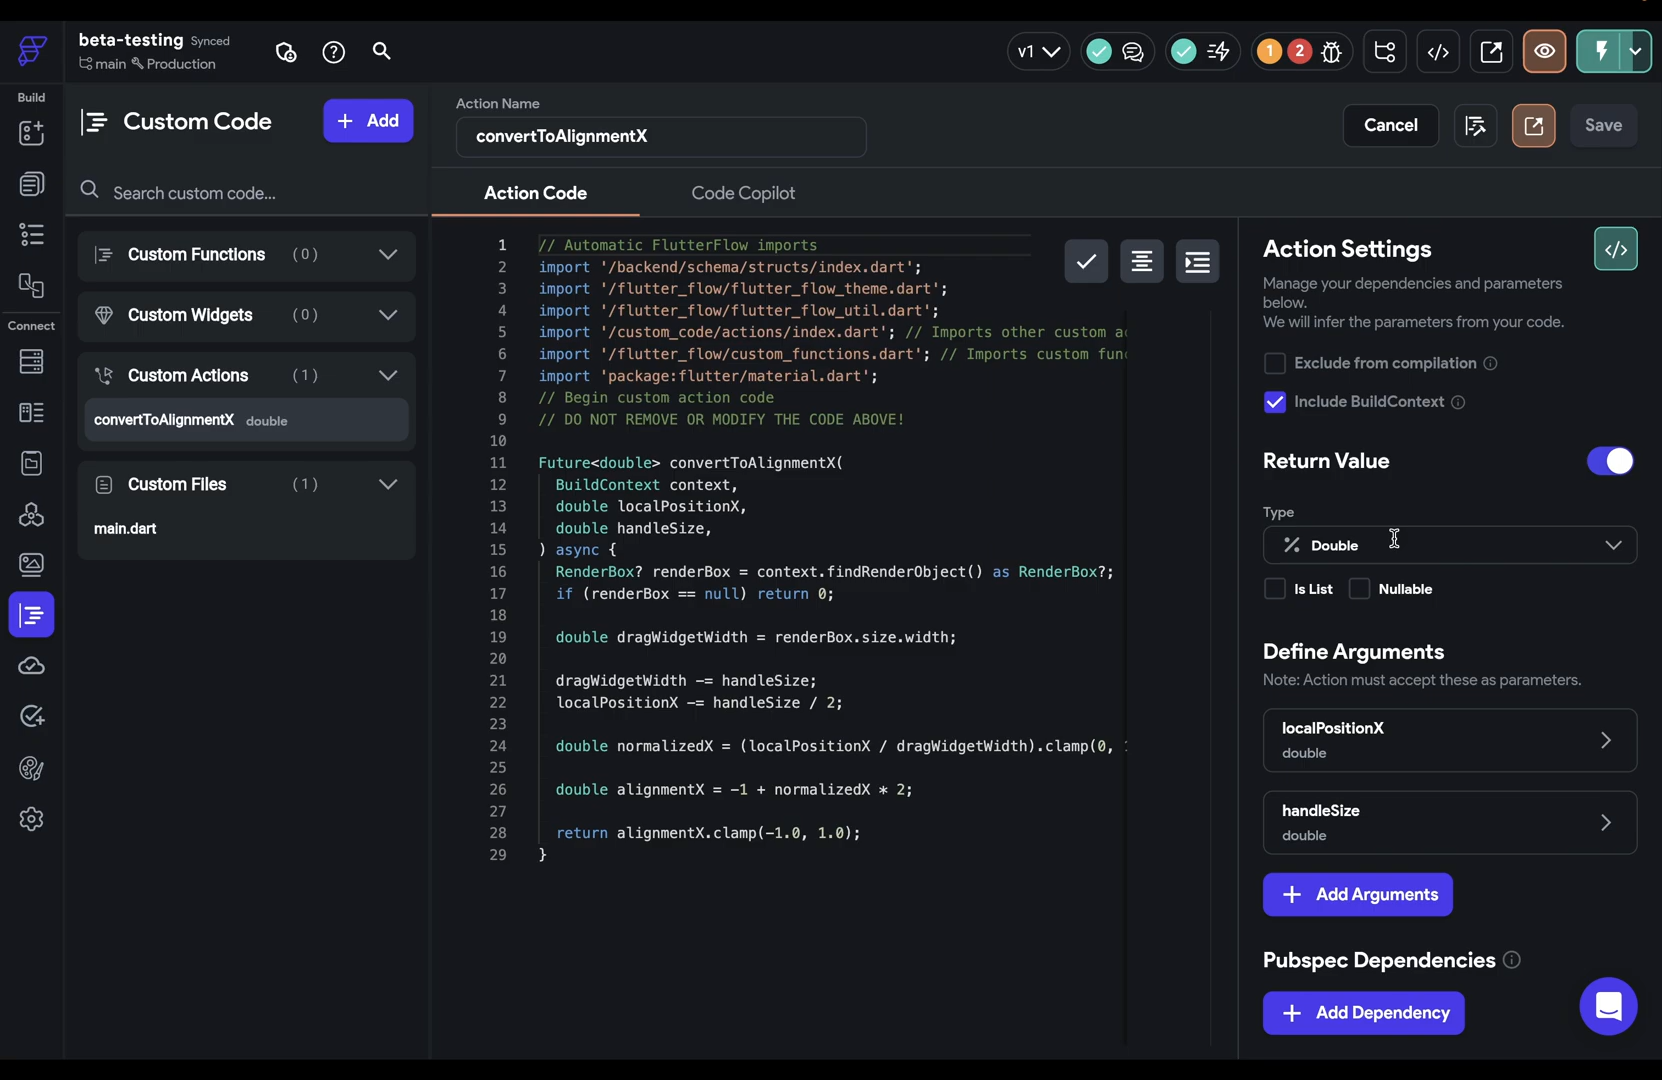 beta-testing Synced
main Production
v1
1 2
Build
Connect
Custom Code
+ Add
Search custom code...
Custom Functions (0)
Custom Widgets (0)
Custom Actions (1)
convertToAlignmentX double
Custom Files (1)
main.dart
Action Name
convertToAlignmentX
Cancel
Save
Action Code
Code Copilot
1 // Automatic FlutterFlow imports
2 import '/backend/schema/structs/index.dart';
3 import '/flutter_flow/flutter_flow_theme.dart';
4 import '/flutter_flow/flutter_flow_util.dart';
5 import '/custom_code/actions/index.dart'; // Imports other custom ac
6 import '/flutter_flow/custom_functions.dart'; // Imports custom fun
7 import 'package:flutter/material.dart';
8 // Begin custom action code
9 // DO NOT REMOVE OR MODIFY THE CODE ABOVE!
10
11 Future<double> convertToAlignmentX(
12 BuildContext context,
13 double localPositionX,
14 double handleSize,
15 ) async {
16 RenderBox? renderBox = context.findRenderObject() as RenderBox?;
17 if (renderBox == null) return 0;
18
19 double dragWidgetWidth = renderBox.size.width;
20
21 dragWidgetWidth -= handleSize;
22 localPositionX -= handleSize / 2;
23
24 double normalizedX = (localPositionX / dragWidgetWidth).clamp(0,
25
26 double alignmentX = -1 + normalizedX * 2;
27
28 return alignmentX.clamp(-1.0, 1.0);
29 }
Action Settings
Manage your dependencies and parameters
below.
We will infer the parameters from your code.
Exclude from compilation
Include BuildContext
Return Value
Type
Double
Is List Nullable
Define Arguments
Note: Action must accept these as parameters.
localPositionX
double
handleSize
double
+ Add Arguments
Pubspec Dependencies
+ Add Dependency